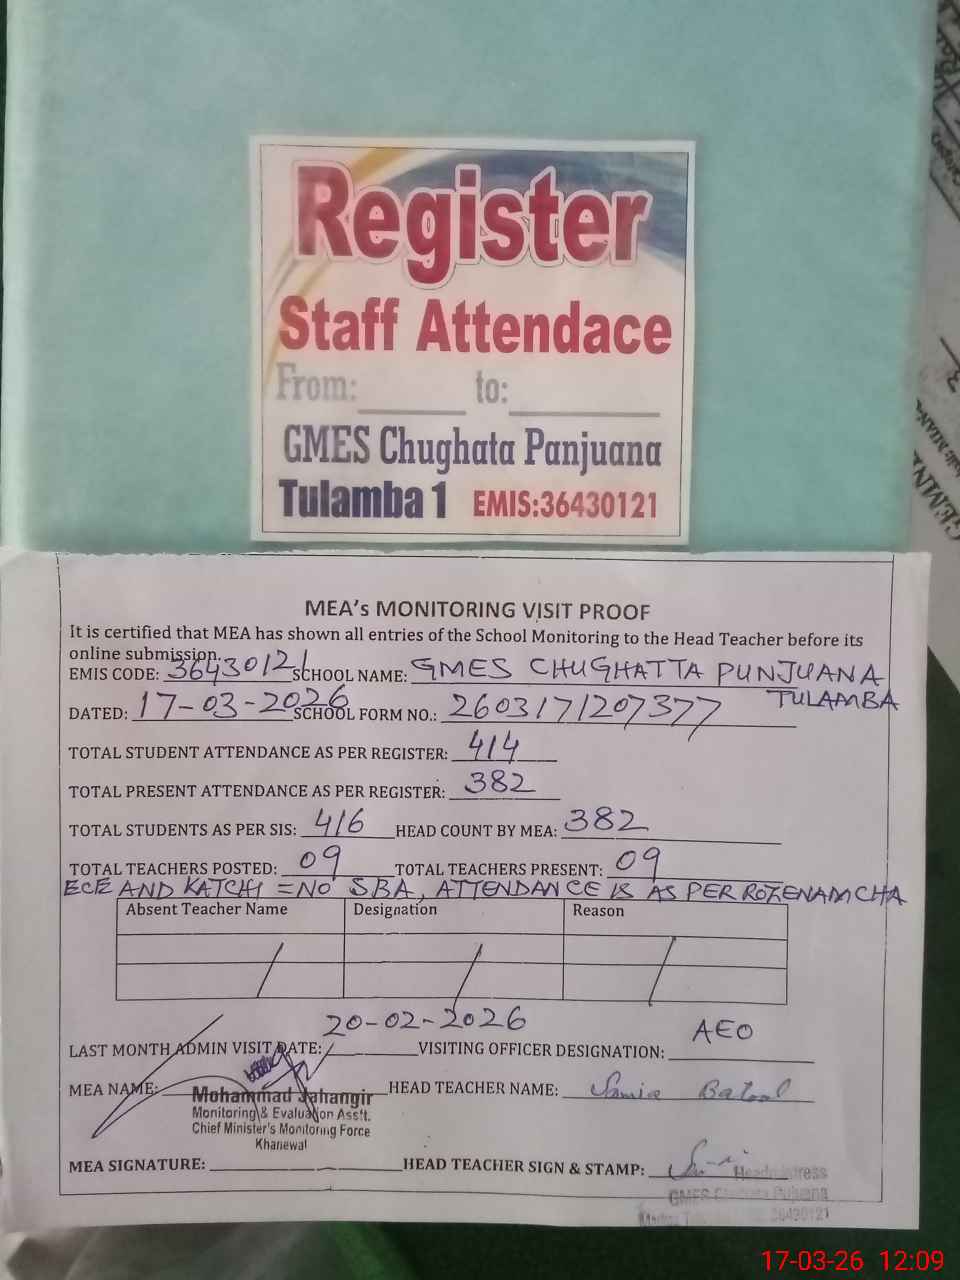 Register
Staff Attendace
From: to:
GMES Chughata Panjuana
Tulamba 1 EMIS:36430121
MEA's MONITORING VISIT PROOF
It is certified that MEA has shown all entries of the School Monitoring to the Head Teacher before its
online submission.
EMIS CODE: 36430121 SCHOOL NAME: GMES CHUGHATTA PUNJUANA
TULAMBA
DATED: 17-03-2026 SCHOOL FORM NO.: 2603171207377
TOTAL STUDENT ATTENDANCE AS PER REGISTER: 414
TOTAL PRESENT ATTENDANCE AS PER REGISTER: 382
TOTAL STUDENTS AS PER SIS: 416 HEAD COUNT BY MEA: 382
TOTAL TEACHERS POSTED: 09 TOTAL TEACHERS PRESENT: 09
ECE AND KATCHI = NO SBA, ATTENDANCE IS AS PER ROZENAMCHA
Absent Teacher Name Designation Reason
LAST MONTH ADMIN VISIT DATE: 20-02-2026 VISITING OFFICER DESIGNATION: AEO
MEA NAME: HEAD TEACHER NAME: Samia Batool
Mohammad Jahangir
Monitoring & Evaluation Asstt.
Chief Minister's Monitoring Force
Khanewal
MEA SIGNATURE: HEAD TEACHER SIGN & STAMP:
Headmistress
GMES Pujuana
36430121
17-03-26 12:09